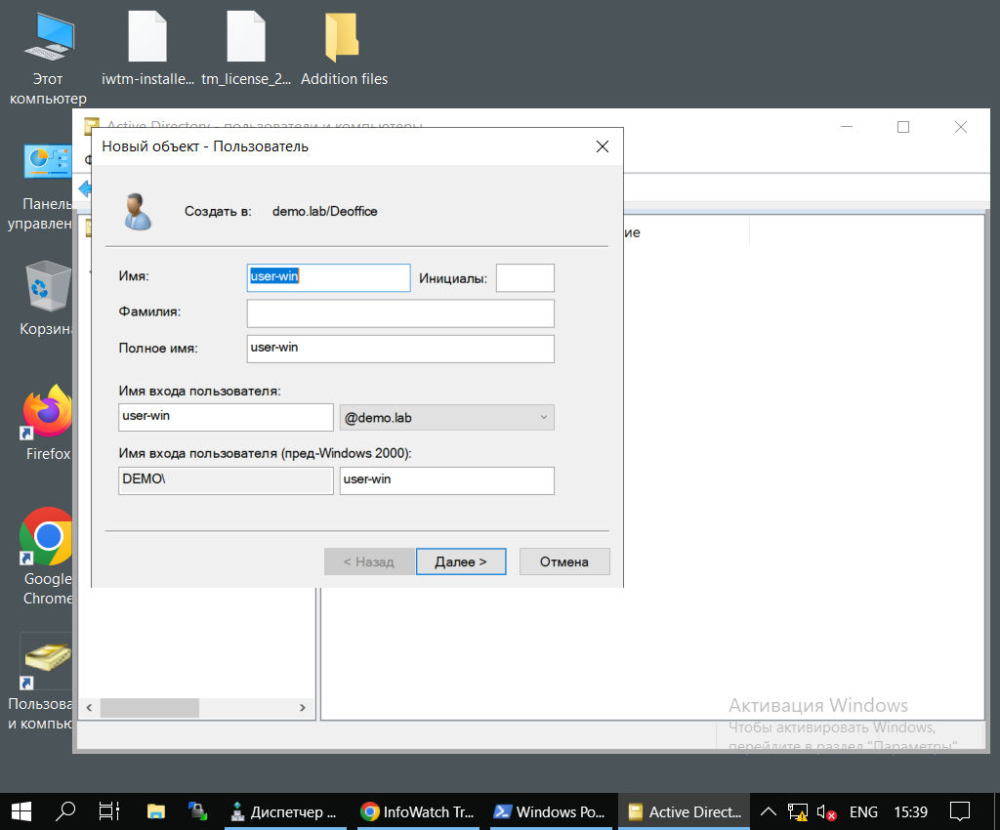 Этот
компьютер
iwtm-installe...
tm_license_2...
Addition files
Active Directory - пользователи и компьютеры
Новый объект - Пользователь
Панель
управлен
Создать в: demo.lab/Deoffice
ие
Имя: user-win Инициалы:
Фамилия:
Полное имя: user-win
Корзина
Имя входа пользователя:
user-win @demo.lab
Имя входа пользователя (пред-Windows 2000):
DEMO\ user-win
Firefox
< Назад Далее > Отмена
Google
Chrome
Пользова
и компью
Активация Windows
Чтобы активировать Windows,
перейдите в раздел "Параметры"
Диспетчер ... InfoWatch Tr... Windows Po... Active Direct... ENG 15:39